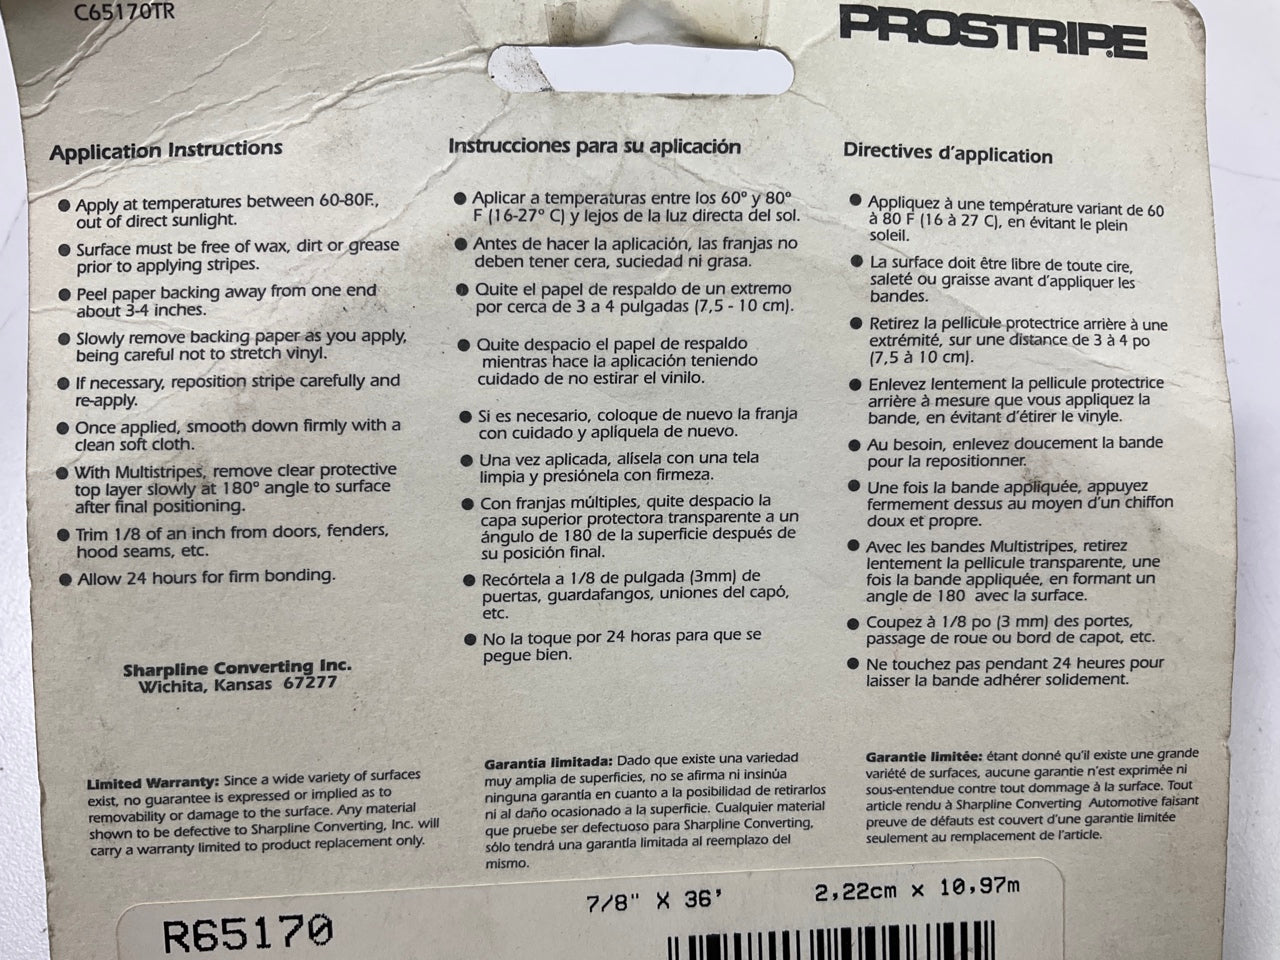 C65170TR
PROSTRIPE®
Application Instructions
● Apply at temperatures between 60-80F.,
out of direct sunlight.
● Surface must be free of wax, dirt or grease
prior to applying stripes.
● Peel paper backing away from one end
about 3-4 inches.
● Slowly remove backing paper as you apply,
being careful not to stretch vinyl.
● If necessary, reposition stripe carefully and
re-apply.
● Once applied, smooth down firmly with a
clean soft cloth.
● With Multistripes, remove clear protective
top layer slowly at 180° angle to surface
after final positioning.
● Trim 1/8 of an inch from doors, fenders,
hood seams, etc.
● Allow 24 hours for firm bonding.
Sharpline Converting Inc.
Wichita, Kansas 67277
Limited Warranty: Since a wide variety of surfaces
exist, no guarantee is expressed or implied as to
removability or damage to the surface. Any material
shown to be defective to Sharpline Converting, Inc. will
carry a warranty limited to product replacement only.
Instrucciones para su aplicación
● Aplicar a temperaturas entre los 60° y 80°
F (16-27° C) y lejos de la luz directa del sol.
● Antes de hacer la aplicación, las franjas no
deben tener cera, suciedad ni grasa.
● Quite el papel de respaldo de un extremo
por cerca de 3 a 4 pulgadas (7,5 - 10 cm).
● Quite despacio el papel de respaldo
mientras hace la aplicación teniendo
cuidado de no estirar el vinilo.
● Si es necesario, coloque de nuevo la franja
con cuidado y aplíquela de nuevo.
● Una vez aplicada, alísela con una tela
limpia y presiónela con firmeza.
● Con franjas múltiples, quite despacio la
capa superior protectora transparente a un
ángulo de 180 de la superficie después de
su posición final.
● Recórtela a 1/8 de pulgada (3mm) de
puertas, guardafangos, uniones del capó,
etc.
● No la toque por 24 horas para que se
pegue bien.
Garantía limitada: Dado que existe una variedad
muy amplia de superficies, no se afirma ni insinúa
ninguna garantía en cuanto a la posibilidad de retirarlos
ni al daño ocasionado a la superficie. Cualquier material
que pruebe ser defectuoso para Sharpline Converting,
sólo tendrá una garantía limitada al reemplazo del
mismo.
Directives d'application
● Appliquez à une température variant de 60
à 80 F (16 à 27 C), en évitant le plein
soleil.
● La surface doit être libre de toute cire,
saleté ou graisse avant d'appliquer les
bandes.
● Retirez la pellicule protectrice arrière à une
extrémité, sur une distance de 3 à 4 po
(7,5 à 10 cm).
● Enlevez lentement la pellicule protectrice
arrière à mesure que vous appliquez la
bande, en évitant d'étirer le vinyle.
● Au besoin, enlevez doucement la bande
pour la repositionner.
● Une fois la bande appliquée, appuyez
fermement dessus au moyen d'un chiffon
doux et propre.
● Avec les bandes Multistripes, retirez
lentement la pellicule transparente, une
fois la bande appliquée, en formant un
angle de 180 avec la surface.
● Coupez à 1/8 po (3 mm) des portes,
passage de roue ou bord de capot, etc.
● Ne touchez pas pendant 24 heures pour
laisser la bande adhérer solidement.
Garantie limitée: étant donné qu'il existe une grande
variété de surfaces, aucune garantie n'est exprimée ni
sous-entendue contre tout dommage à la surface. Tout
article rendu à Sharpline Converting Automotive faisant
preuve de défauts est couvert d'une garantie limitée
seulement au remplacement de l'article.
R65170
7/8" X 36'
2,22cm x 10,97m